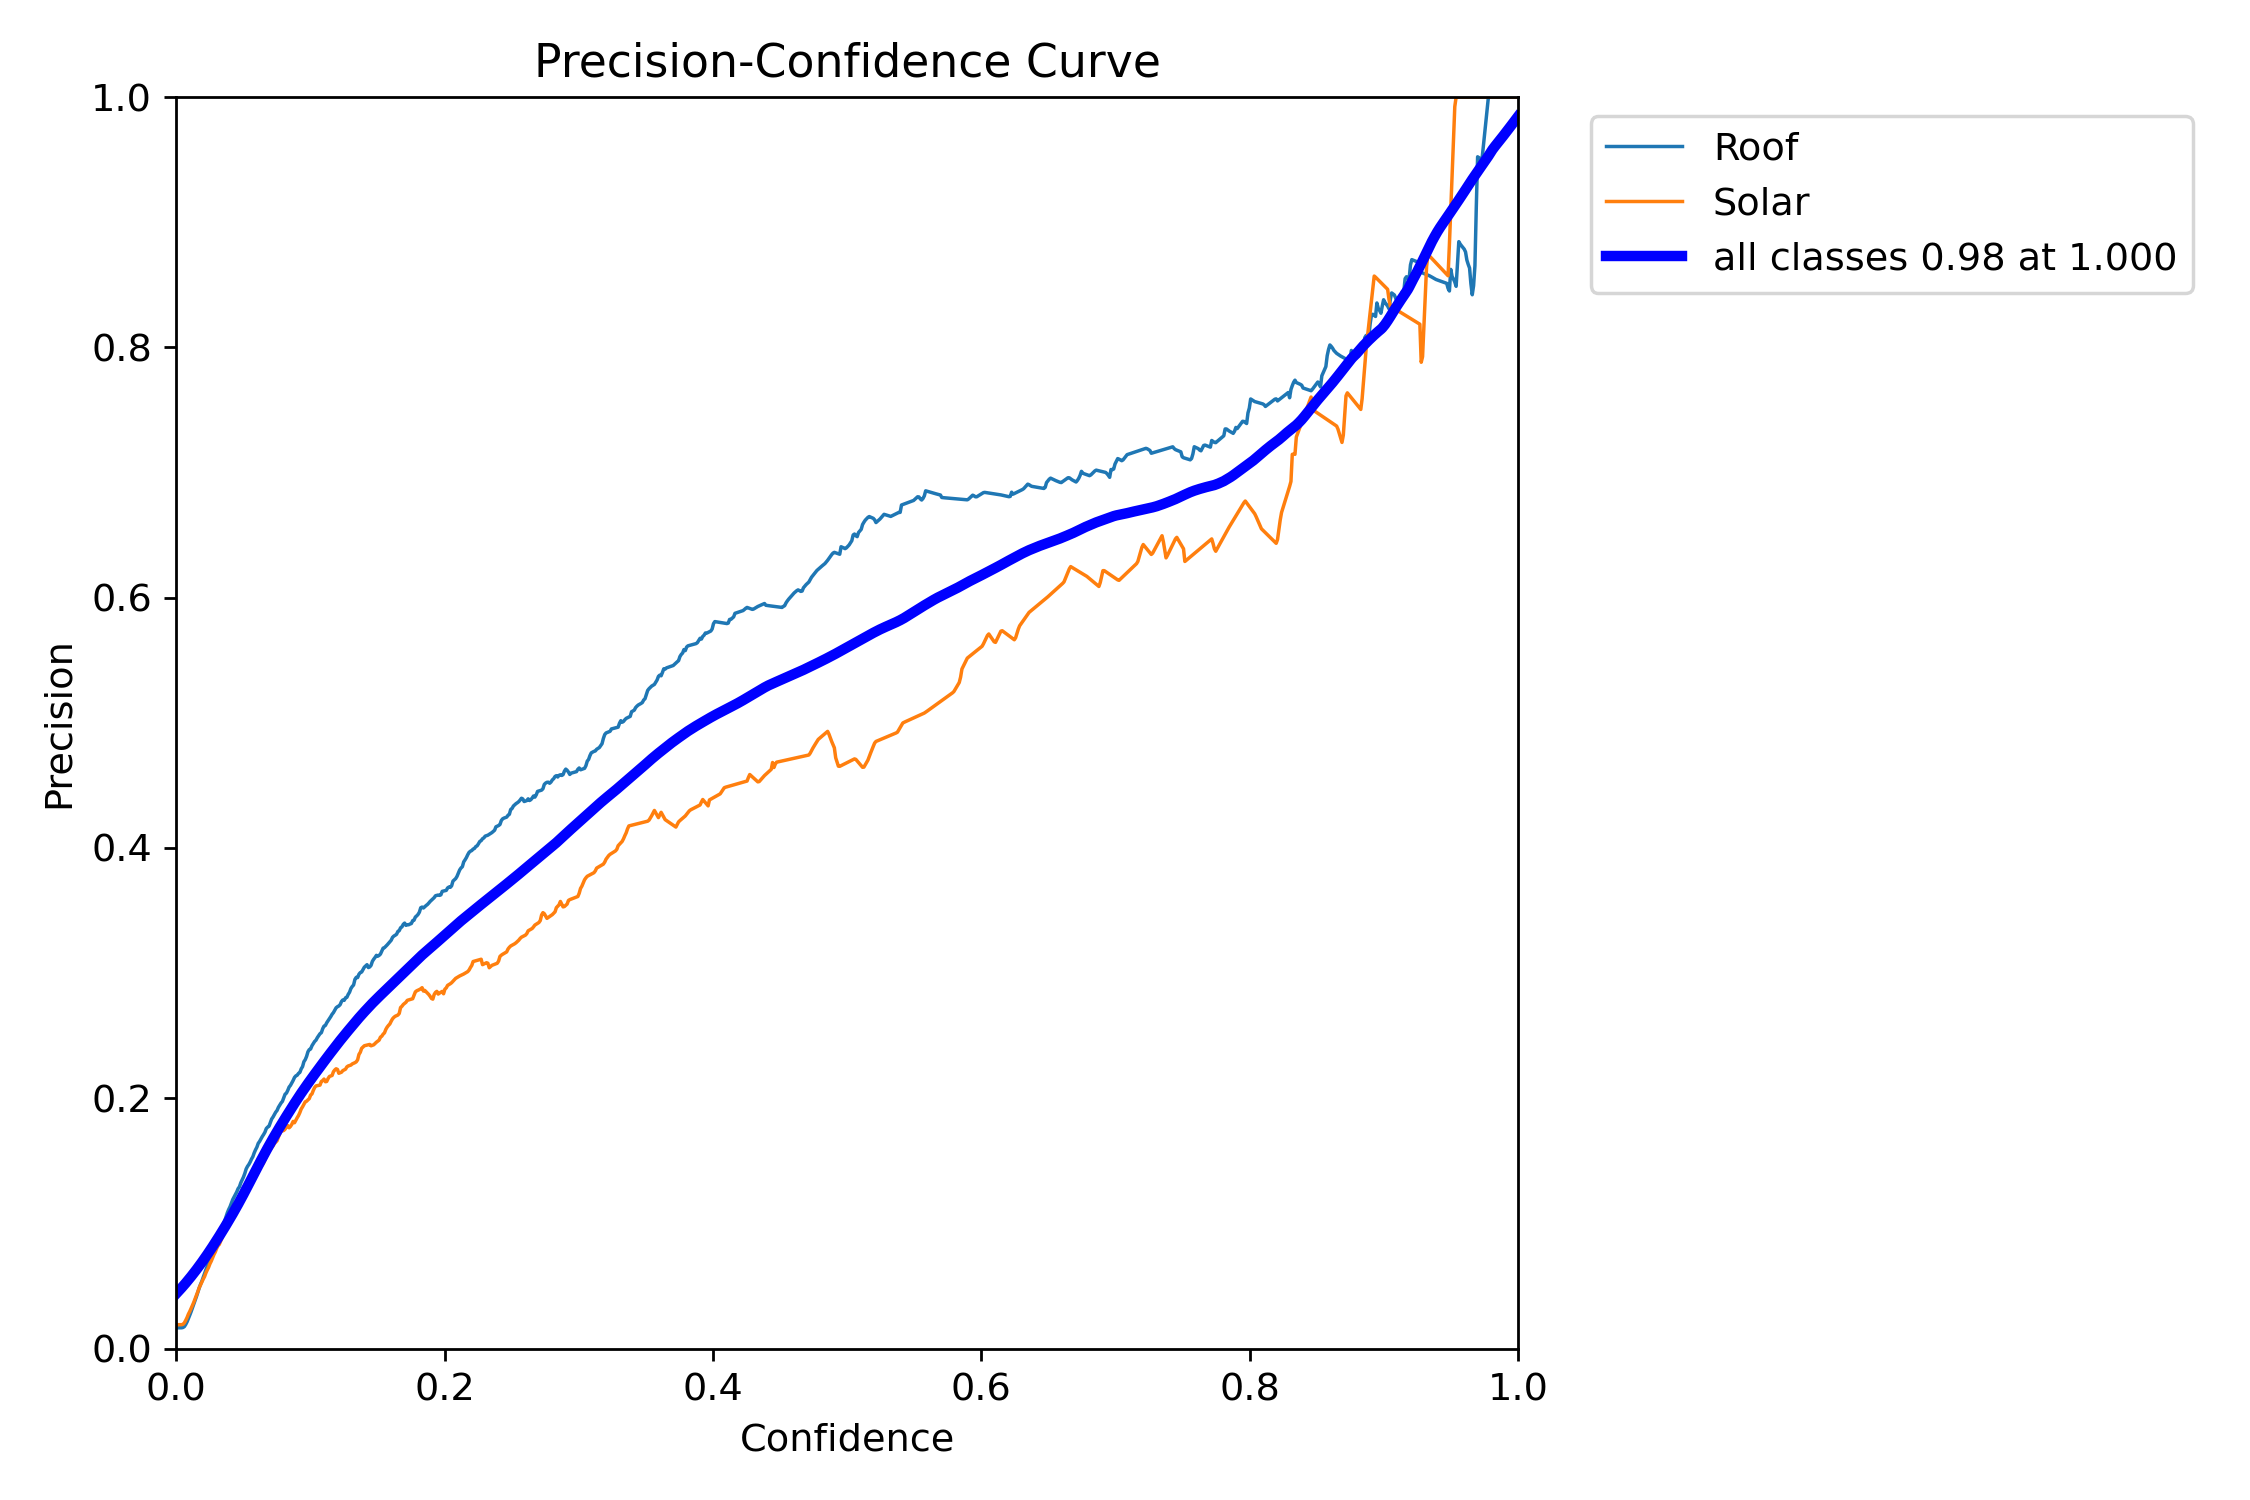 Precision-Confidence Curve
Roof
Solar
all classes 0.98 at 1.000
Precision
1.0
0.8
0.6
0.4
0.2
0.0
0.0 0.2 0.4 0.6 0.8 1.0
Confidence